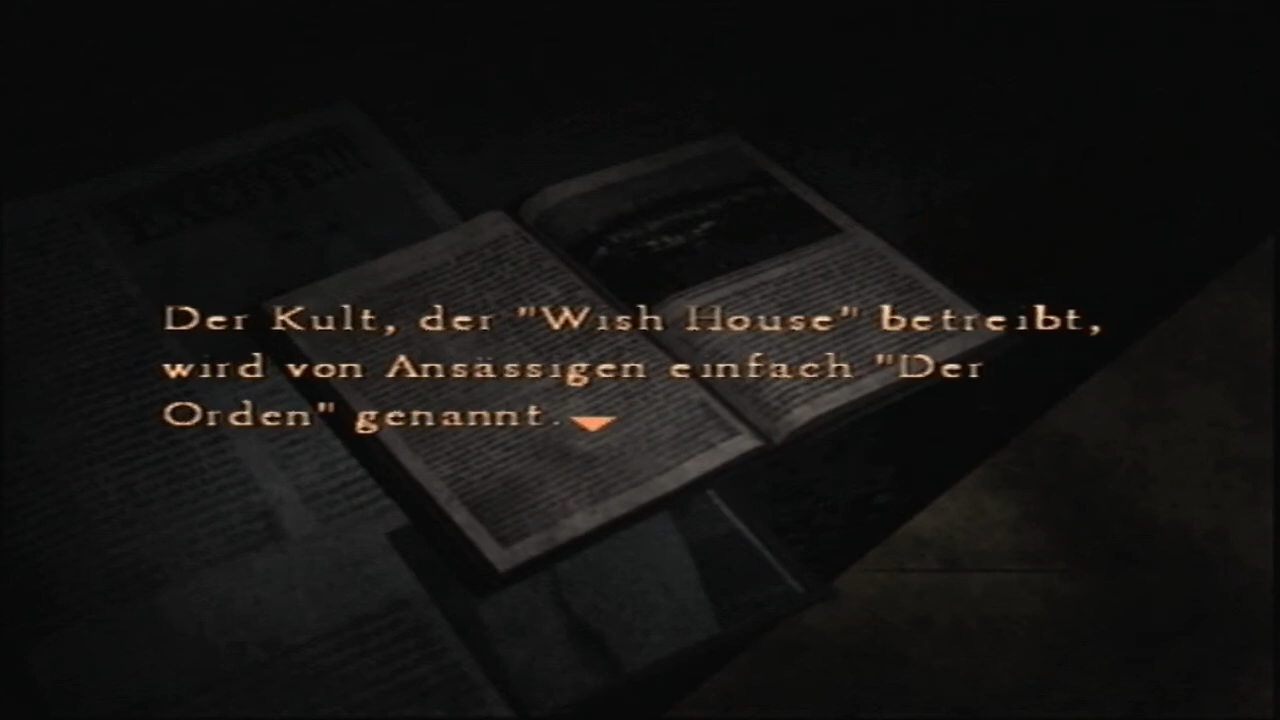 Der Kult, der "Wish House" betreibt,
wird von Ansässigen einfach "Der
Orden" genannt.